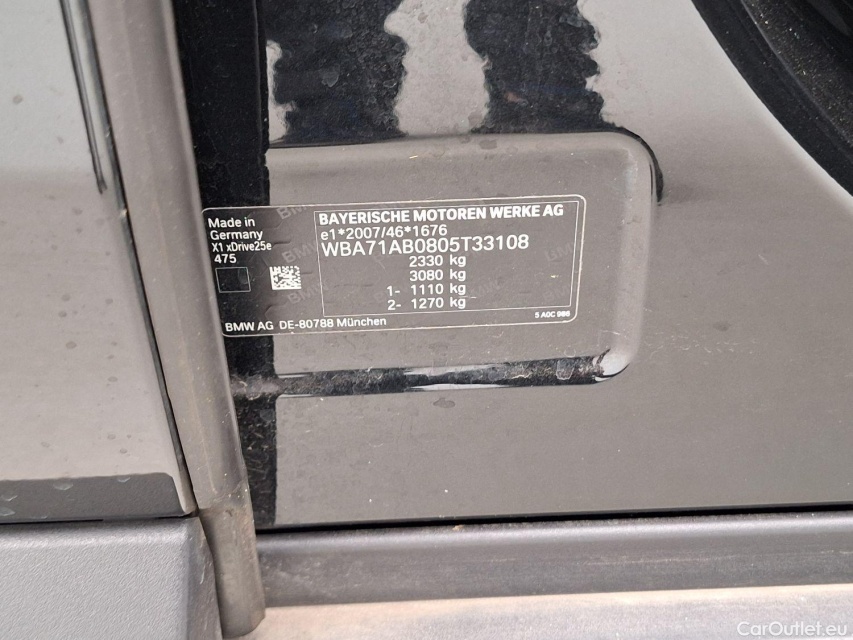 Made in
Germany
X1 xDrive25e
475
BAYERISCHE MOTOREN WERKE AG
e1*2007/46*1676
WBA71AB0805T33108
2330 kg
3080 kg
1- 1110 kg
2- 1270 kg
BMW AG DE-80788 München
5 A0C 986
CarOutlet.eu